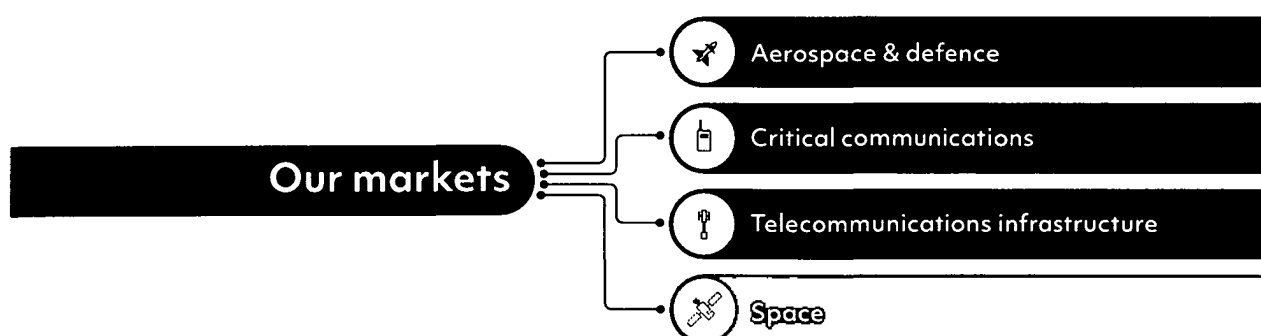 Aerospace & defence
Critical communications
Our markets
Telecommunications infrastructure
Space